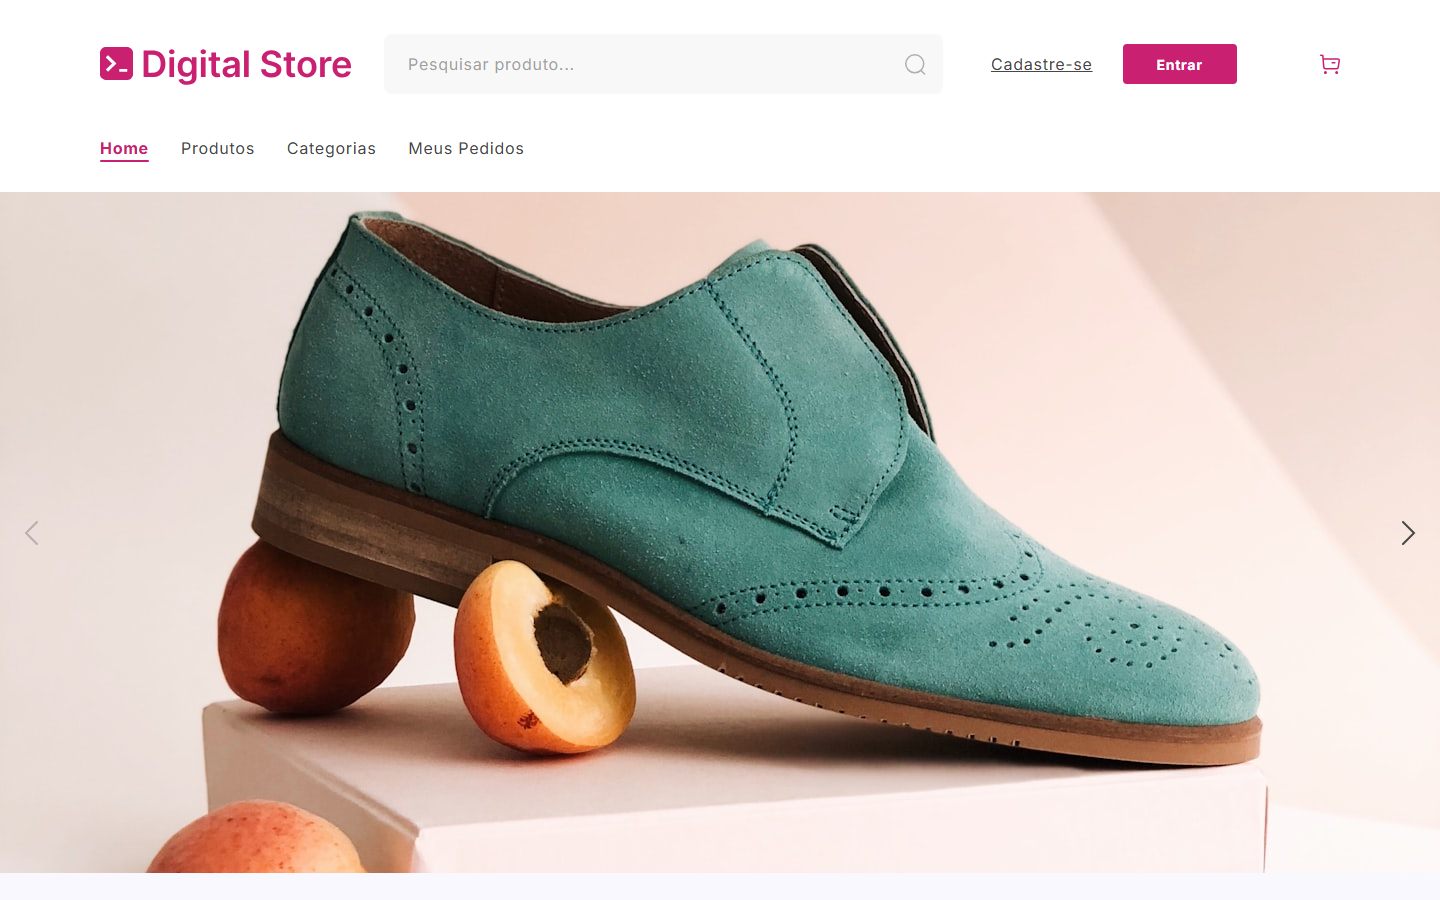 Digital Store
Pesquisar produto...
Cadastre-se
Entrar
Home
Produtos
Categorias
Meus Pedidos